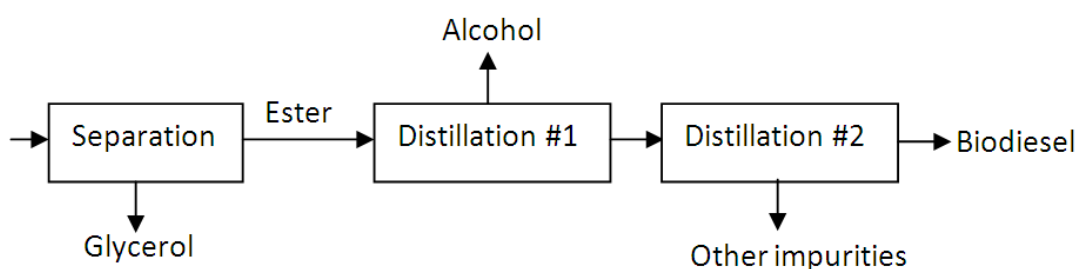 Alcohol
Separation
Ester
Distillation #1
Distillation #2
Biodiesel
Glycerol
Other impurities